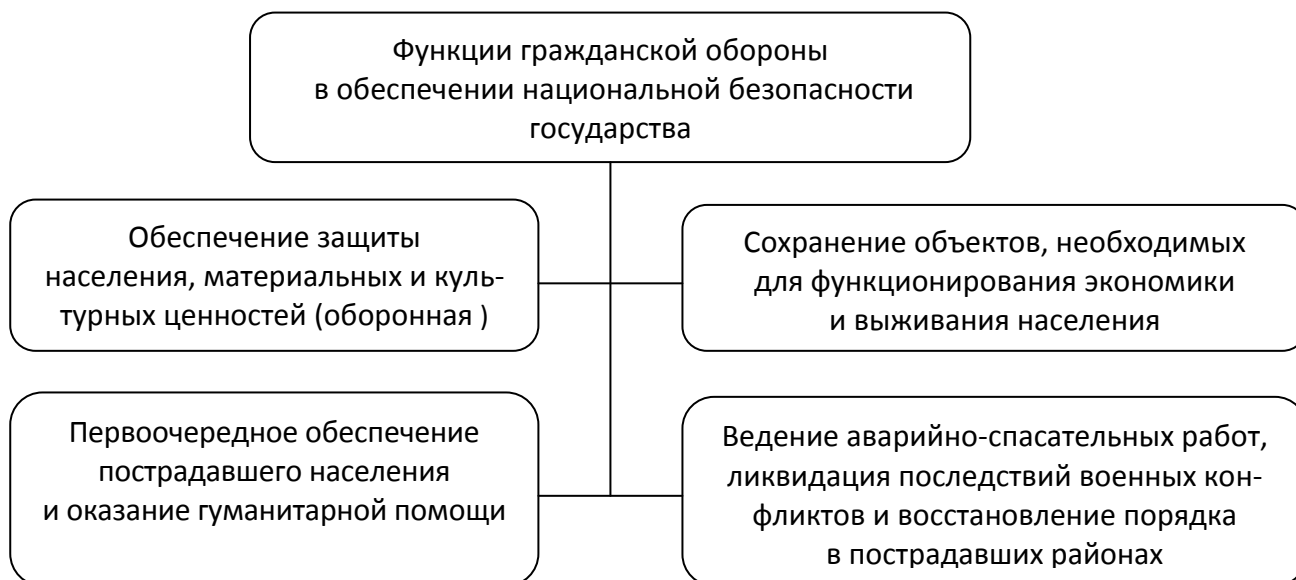 Функции гражданской обороны
в обеспечении национальной безопасности
государства
Обеспечение защиты
населения, материальных и куль-
турных ценностей (оборонная )
Сохранение объектов, необходимых
для функционирования экономики
и выживания населения
Первоочередное обеспечение
пострадавшего населения
и оказание гуманитарной помощи
Ведение аварийно-спасательных работ,
ликвидация последствий военных кон-
фликтов и восстановление порядка
в пострадавших районах